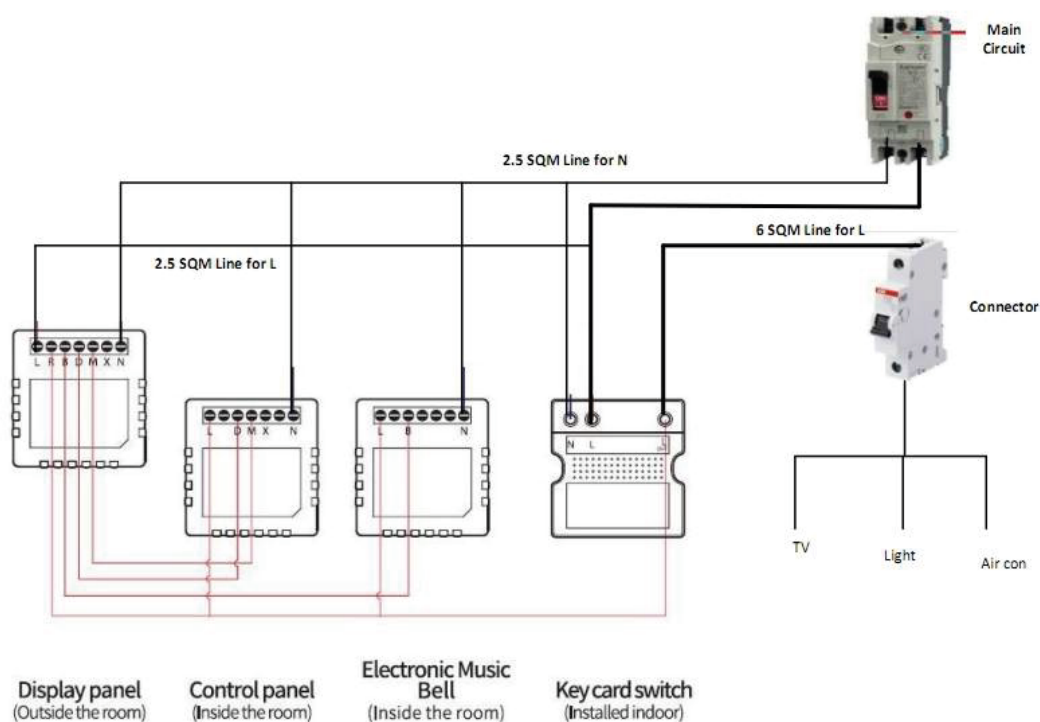 Main
Circuit
2.5 SQM Line for N
6 SQM Line for L
2.5 SQM Line for L
Connector
ABB
L R B D M X N
L D M X N
L B N
N L L
TV
Light
Air con
Display panel
(Outside the room)
Control panel
(Inside the room)
Electronic Music
Bell
(Inside the room)
Key card switch
(Installed indoor)